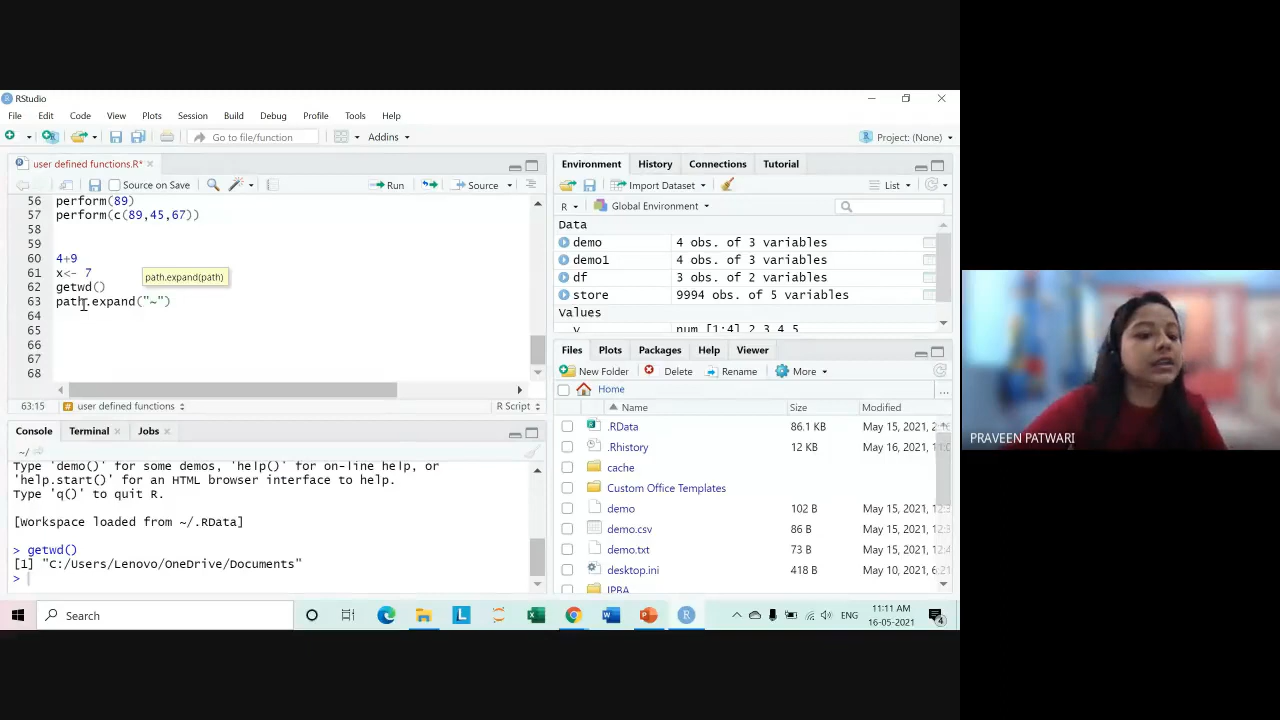 RStudio
File Edit Code View Plots Session Build Debug Profile Tools Help
Go to file/function Addins Project: (None)
user defined functions.R*
Source on Save Run Source
56 perform(89)
57 perform(c(89,45,67))
58
59
60 4+9
61 x<- 7
path.expand(path)
62 getwd()
63 path.expand("~")
64
65
66
67
68
63:15 user defined functions R Script
Console Terminal Jobs
~/
Type 'demo()' for some demos, 'help()' for on-line help, or
'help.start()' for an HTML browser interface to help.
Type 'q()' to quit R.
[Workspace loaded from ~/.RData]
> getwd()
[1] "C:/Users/Lenovo/OneDrive/Documents"
>
Environment History Connections Tutorial
Import Dataset List
R Global Environment
Data
demo 4 obs. of 3 variables
demo1 4 obs. of 3 variables
df 3 obs. of 2 variables
store 9994 obs. of 5 variables
Values
v num [1:4] 2 3 4 5
Files Plots Packages Help Viewer
New Folder Delete Rename More
Home
Name Size Modified
.RData 86.1 KB May 15, 2021,
.Rhistory 12 KB May 16, 2021,
cache
Custom Office Templates
demo 102 B May 15, 2021,
demo.csv 86 B May 15, 2021,
demo.txt 73 B May 15, 2021,
desktop.ini 418 B May 10, 2021,
IPBA
Search
ENG
11:11 AM
16-05-2021
4
PRAVEEN PATWARI